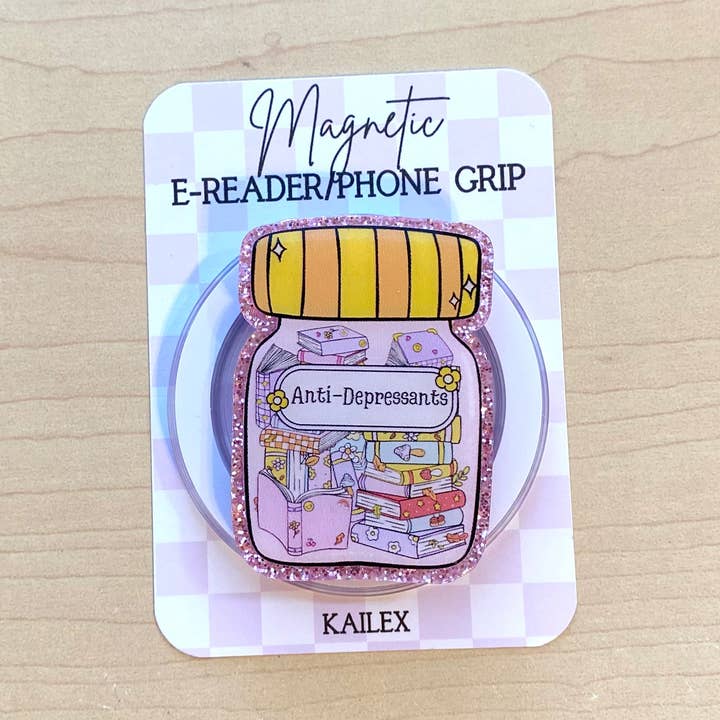 Magnetic
E-READER/PHONE GRIP
Anti-Depressants
KAILEX